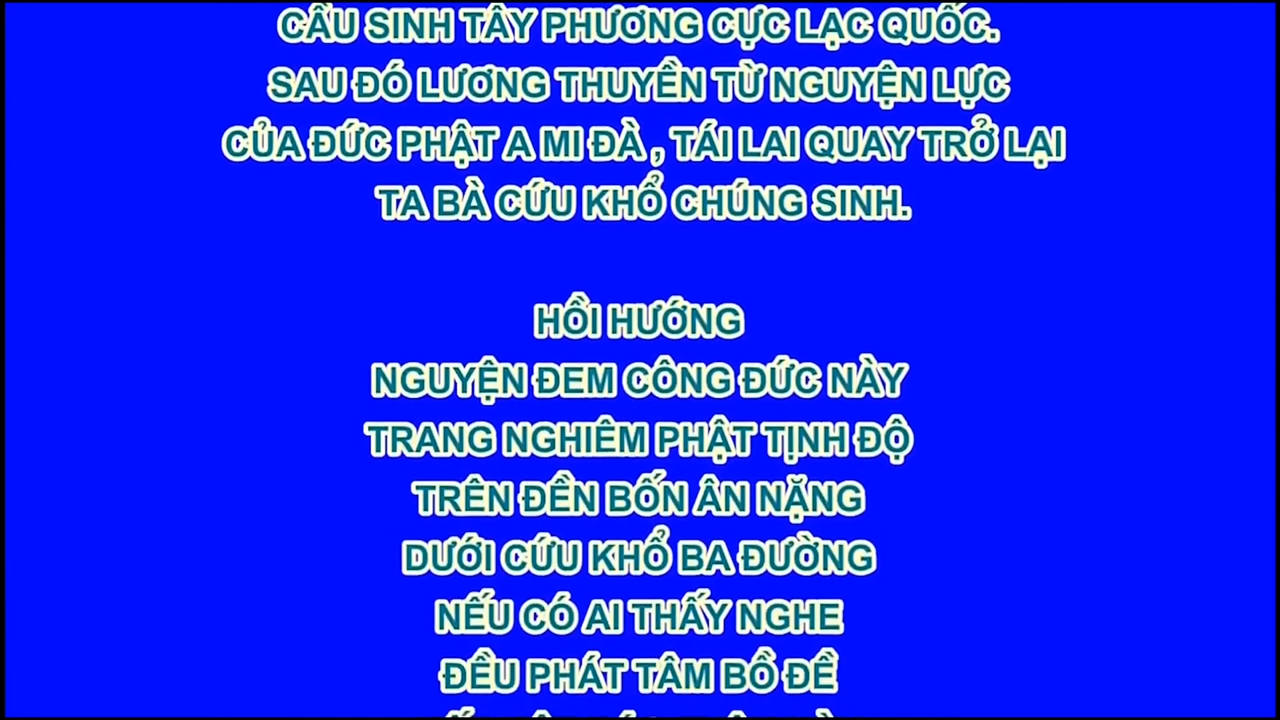 CẦU SINH TÂY PHƯƠNG CỰC LẠC QUỐC.
SAU ĐÓ LƯƠNG THUYỀN TỪ NGUYỆN LỰC
CỦA ĐỨC PHẬT A MI ĐÀ , TÁI LAI QUAY TRỞ LẠI
TA BÀ CỨU KHỔ CHÚNG SINH.
HỒI HƯỚNG
NGUYỆN ĐEM CÔNG ĐỨC NÀY
TRANG NGHIÊM PHẬT TỊNH ĐỘ
TRÊN ĐỀN BỐN ÂN NẶNG
DƯỚI CỨU KHỔ BA ĐƯỜNG
NẾU CÓ AI THẤY NGHE
ĐỀU PHÁT TÂM BỒ ĐỀ